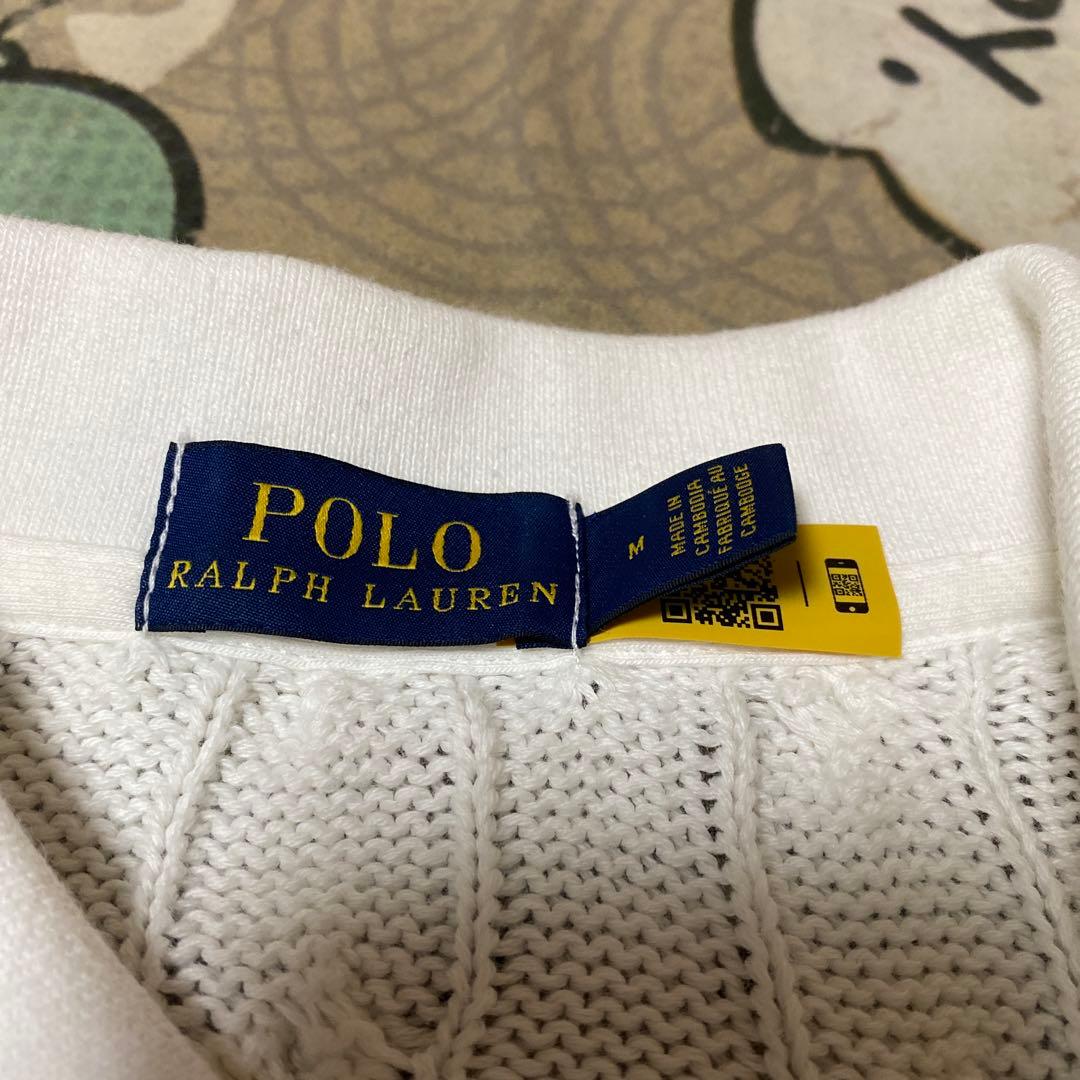 POLO
RALPH LAUREN
M
MADE IN
CAMBODIA
FABRIQUÉ AU
CAMBODGE